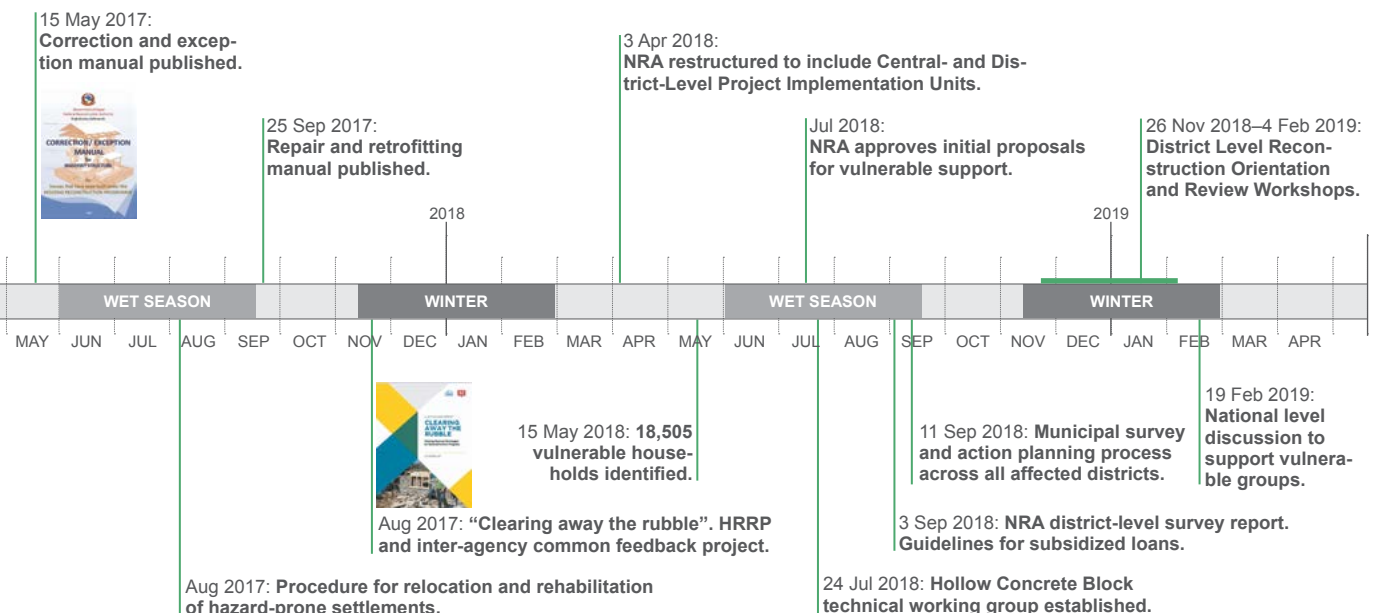 15 May 2017:
Correction and excep-
tion manual published.
CORRECTION/ EXCEPTION
MANUAL
3 Apr 2018:
NRA restructured to include Central- and Dis-
trict-Level Project Implementation Units.
25 Sep 2017:
Repair and retrofitting
manual published.
Jul 2018:
NRA approves initial proposals
for vulnerable support.
26 Nov 2018–4 Feb 2019:
District Level Recon-
struction Orientation
and Review Workshops.
2018
2019
WET SEASON
WINTER
WET SEASON
WINTER
MAY JUN JUL AUG SEP OCT NOV DEC JAN FEB MAR APR MAY JUN JUL AUG SEP OCT NOV DEC JAN FEB MAR APR
CLEARING
AWAY THE
RUBBLE
15 May 2018: 18,505
vulnerable house-
holds identified.
11 Sep 2018: Municipal survey
and action planning process
across all affected districts.
19 Feb 2019:
National level
discussion to
support vulnera-
ble groups.
Aug 2017: “Clearing away the rubble”. HRRP
and inter-agency common feedback project.
3 Sep 2018: NRA district-level survey report.
Guidelines for subsidized loans.
Aug 2017: Procedure for relocation and rehabilitation
of hazard-prone settlements.
24 Jul 2018: Hollow Concrete Block
technical working group established.